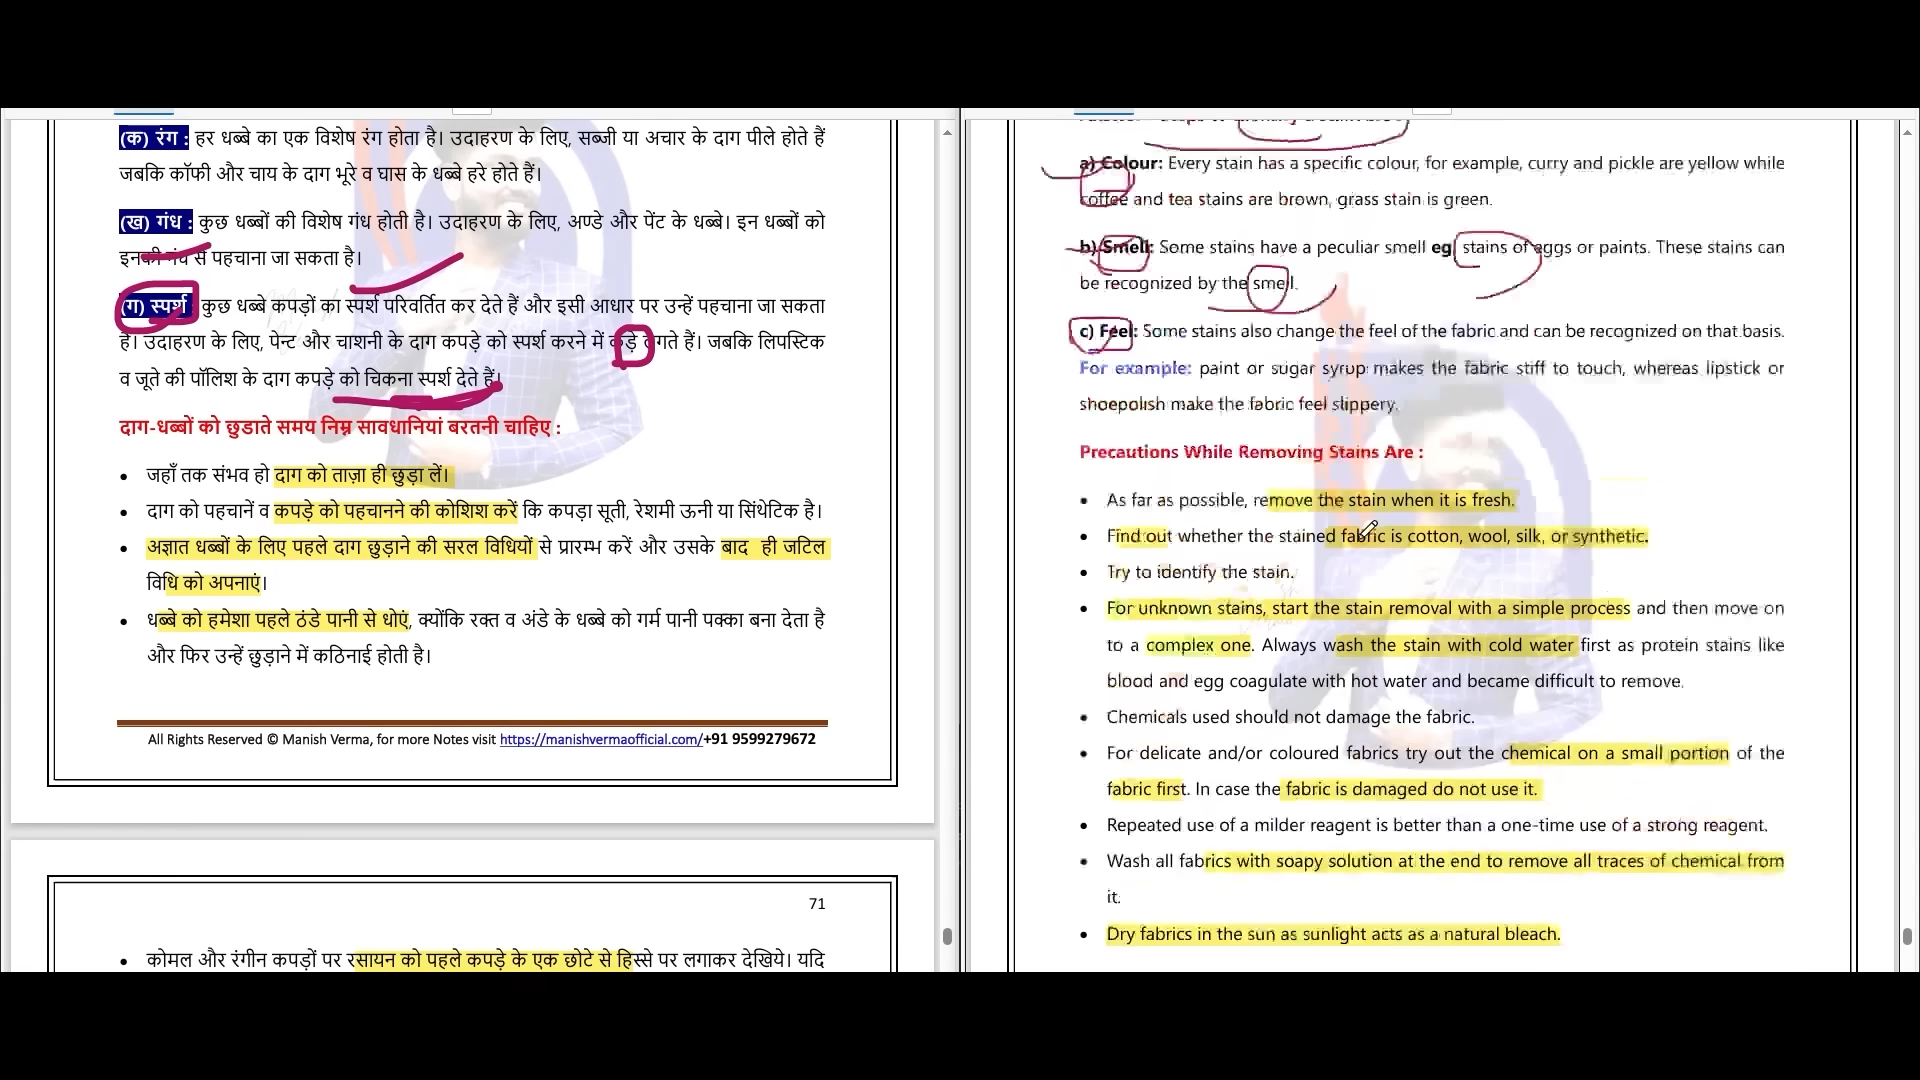 (क) रंग : हर धब्बे का एक विशेष रंग होता है। उदाहरण के लिए, सब्जी या अचार के दाग पीले होते हैं
जबकि कॉफी और चाय के दाग भूरे व घास के धब्बे हरे होते हैं।
(ख) गंध : कुछ धब्बों की विशेष गंध होती है। उदाहरण के लिए, अण्डे और पेंट के धब्बे। इन धब्बों को
इनकी गंध से पहचाना जा सकता है।
(ग) स्पर्श : कुछ धब्बे कपड़ों का स्पर्श परिवर्तित कर देते हैं और इसी आधार पर उन्हें पहचाना जा सकता
है। उदाहरण के लिए, पेन्ट और चाशनी के दाग कपड़े को स्पर्श करने में कड़े लगते हैं। जबकि लिपस्टिक
व जूते की पॉलिश के दाग कपड़े को चिकना स्पर्श देते हैं।
दाग-धब्बों को छुडाते समय निम्न सावधानियां बरतनी चाहिए :
• जहाँ तक संभव हो दाग को ताज़ा ही छुड़ा लें।
• दाग को पहचानें व कपड़े को पहचानने की कोशिश करें कि कपड़ा सूती, रेशमी ऊनी या सिंथेटिक है।
• अज्ञात धब्बों के लिए पहले दाग छुड़ाने की सरल विधियों से प्रारम्भ करें और उसके बाद ही जटिल
विधि को अपनाएं।
• धब्बे को हमेशा पहले ठंडे पानी से धोएं, क्योंकि रक्त व अंडे के धब्बे को गर्म पानी पक्का बना देता है
और फिर उन्हें छुड़ाने में कठिनाई होती है।
All Rights Reserved © Manish Verma, for more Notes visit https://manishvermaofficial.com/+91 9599279672
71
• कोमल और रंगीन कपड़ों पर रसायन को पहले कपड़े के एक छोटे से हिस्से पर लगाकर देखिये। यदि
a) Colour: Every stain has a specific colour, for example, curry and pickle are yellow while
coffee and tea stains are brown, grass stain is green.
b) Smell: Some stains have a peculiar smell eg. stains of eggs or paints. These stains can
be recognized by the smell.
c) Feel: Some stains also change the feel of the fabric and can be recognized on that basis.
For example: paint or sugar syrup makes the fabric stiff to touch, whereas lipstick or
shoepolish make the fabric feel slippery.
Precautions While Removing Stains Are :
• As far as possible, remove the stain when it is fresh.
• Find out whether the stained fabric is cotton, wool, silk, or synthetic.
• Try to identify the stain.
• For unknown stains, start the stain removal with a simple process and then move on
to a complex one. Always wash the stain with cold water first as protein stains like
blood and egg coagulate with hot water and became difficult to remove.
• Chemicals used should not damage the fabric.
• For delicate and/or coloured fabrics try out the chemical on a small portion of the
fabric first. In case the fabric is damaged do not use it.
• Repeated use of a milder reagent is better than a one-time use of a strong reagent.
• Wash all fabrics with soapy solution at the end to remove all traces of chemical from
it.
• Dry fabrics in the sun as sunlight acts as a natural bleach.